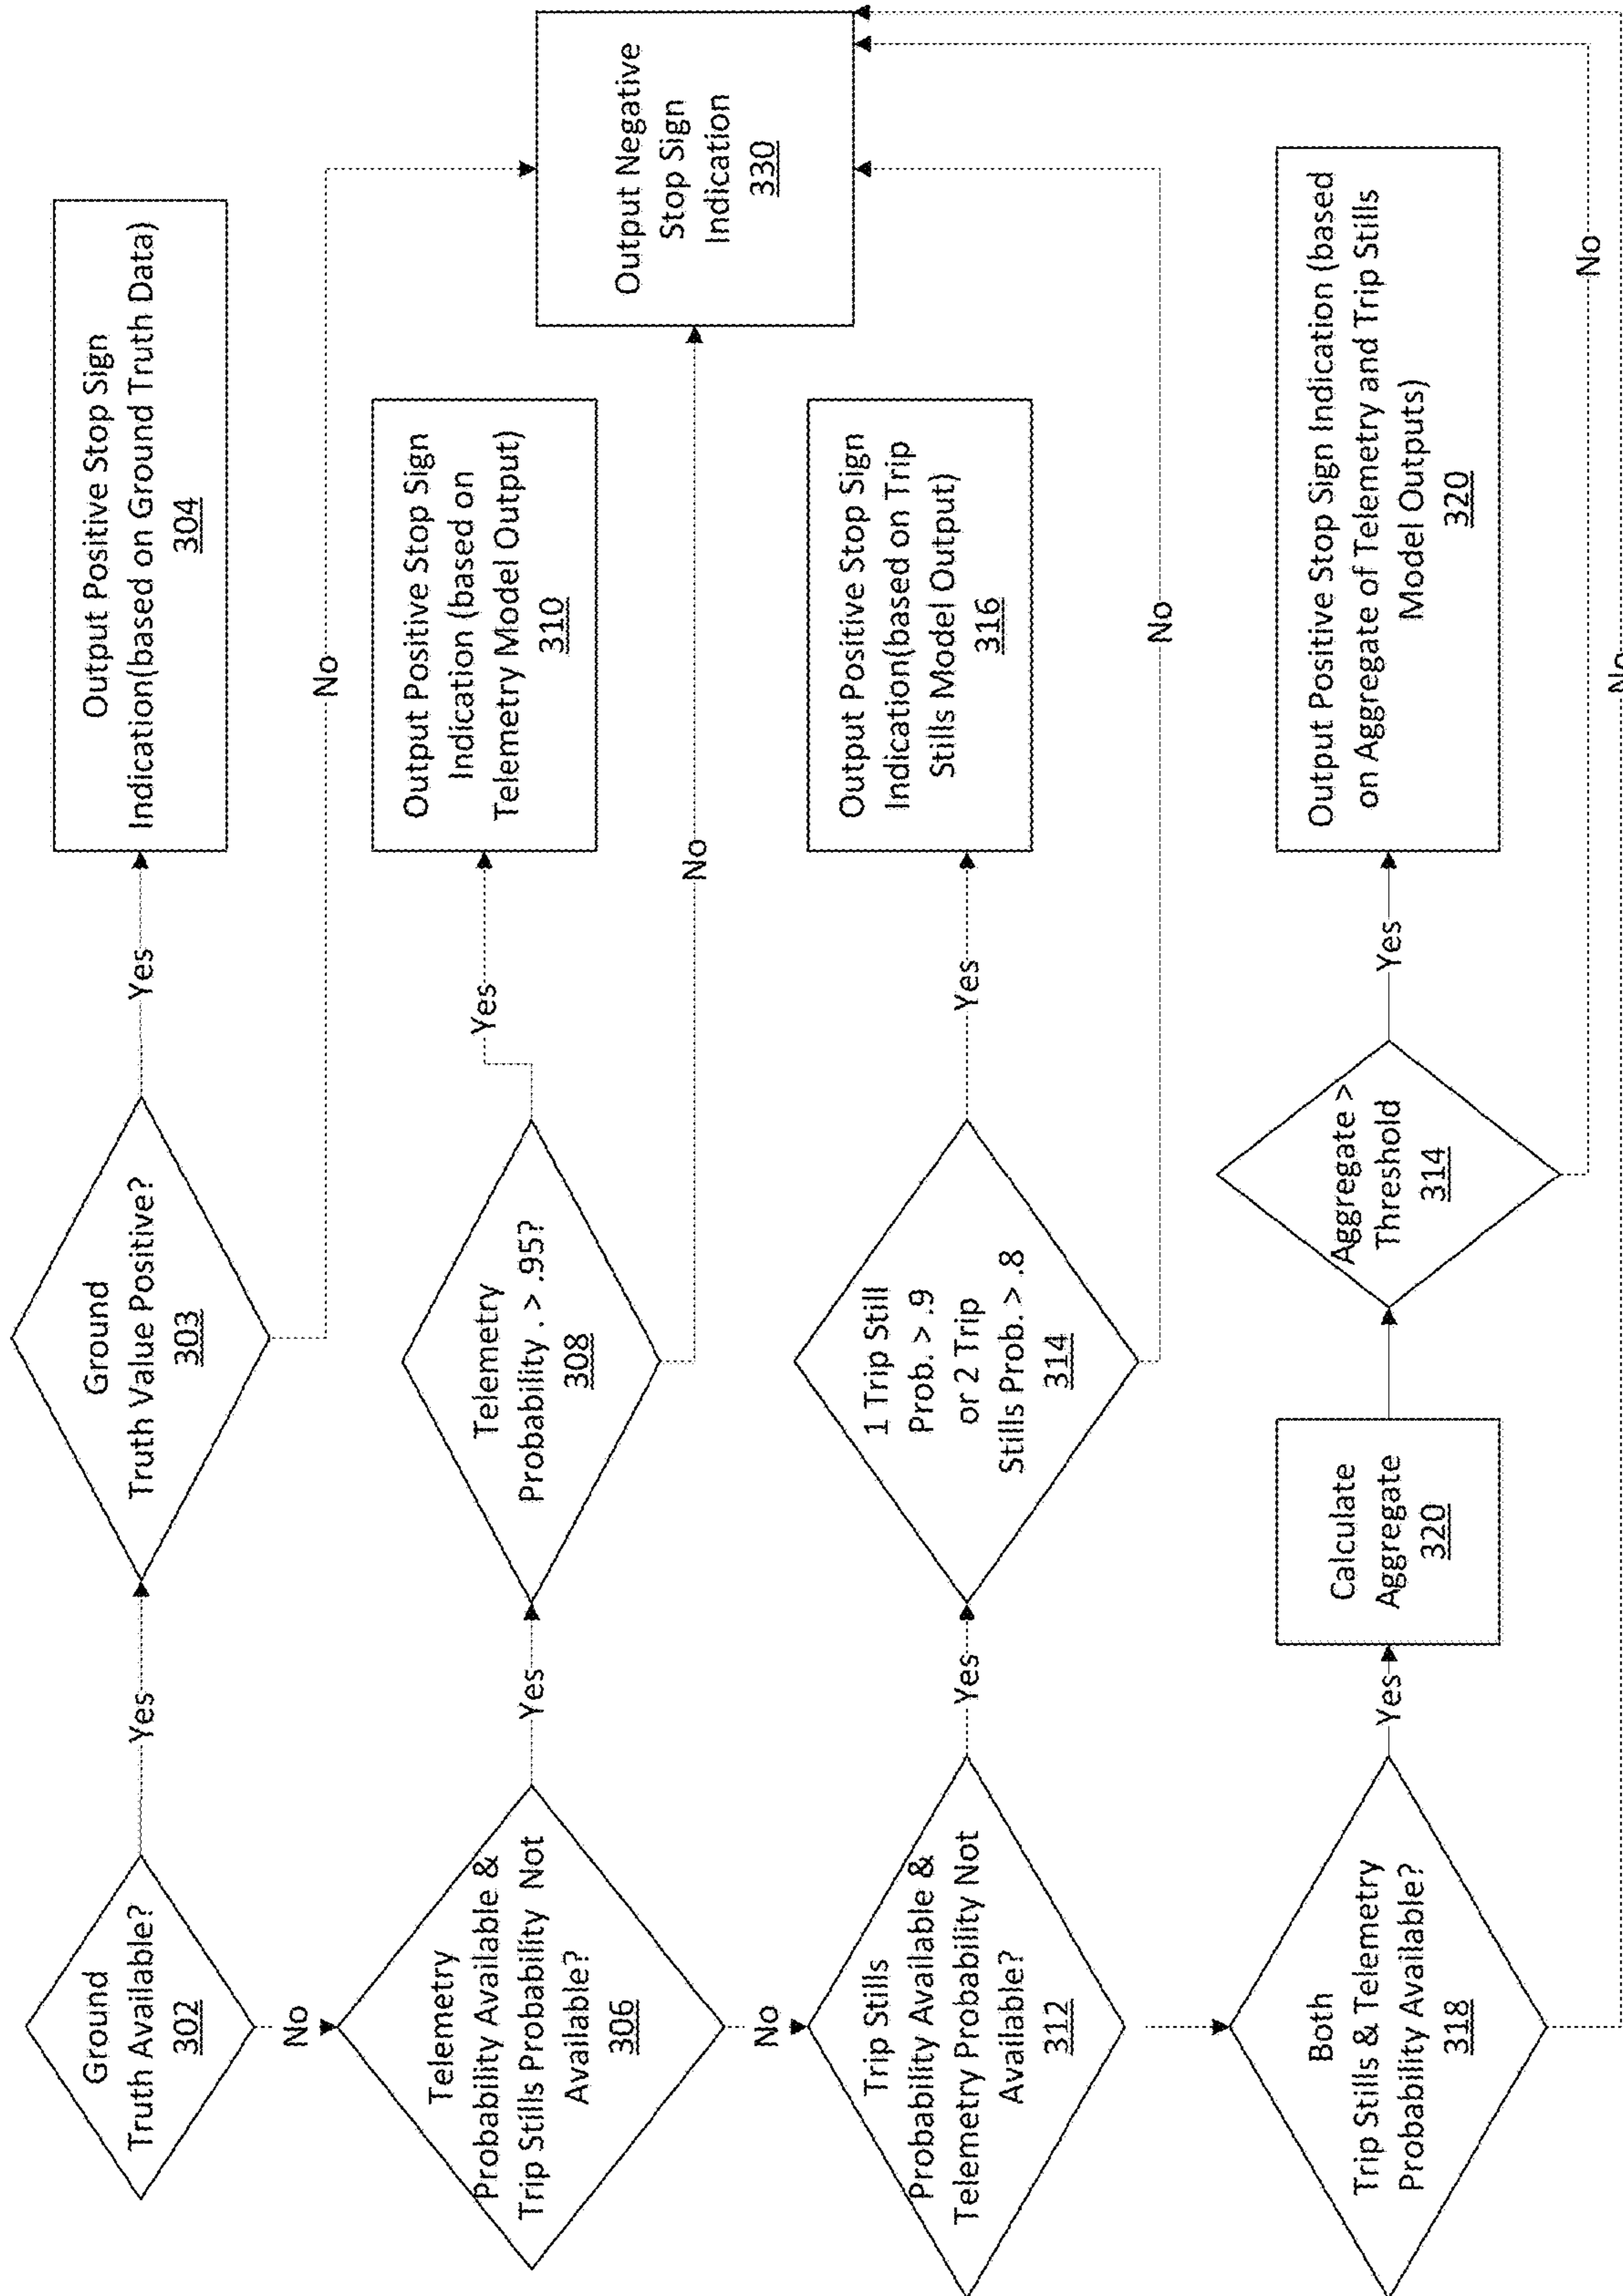 Ground
Truth Available?
302
Yes
Ground
Truth Value Positive?
303
Yes
Output Positive Stop Sign
Indication(based on Ground Truth Data)
304
No
No
Telemetry
Probability Available &
Trip Stills Probability Not
Available?
306
Yes
Telemetry
Probability . > .95?
308
Yes
Output Positive Stop Sign
Indication (based on
Telemetry Model Output)
310
No
Output Negative
Stop Sign
Indication
330
No
Trip Stills
Probability Available &
Telemetry Probability Not
Available?
312
Yes
1 Trip Still
Prob. > .9
or 2 Trip
Stills Prob. > .8
314
Yes
Output Positive Stop Sign
Indication(based on Trip
Stills Model Output)
316
No
Both
Trip Stills & Telemetry
Probability Available?
318
Yes
Calculate
Aggregate
320
Aggregate >
Threshold
314
Yes
Output Positive Stop Sign Indication (based
on Aggregate of Telemetry and Trip Stills
Model Outputs)
320
No
No